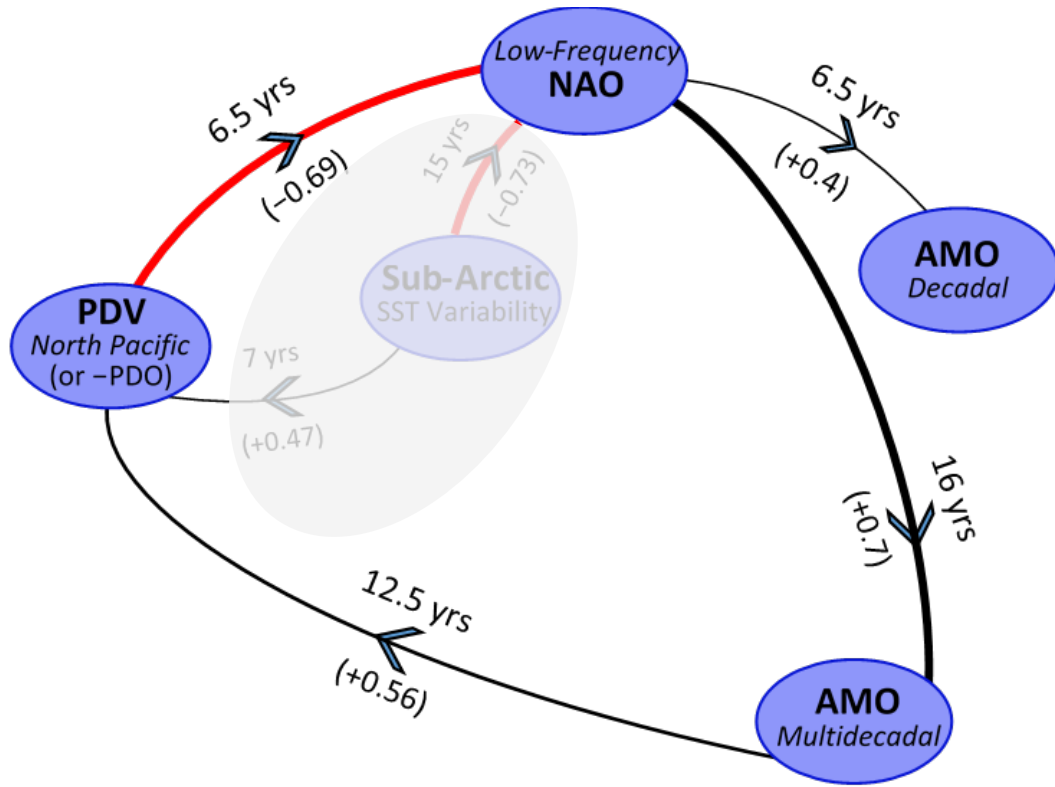 Low-Frequency
NAO
6.5 yrs
(−0.69)
15 yrs
(−0.73)
6.5 yrs
(+0.4)
AMO
Decadal
Sub-Arctic
SST Variability
PDV
North Pacific
(or −PDO)
7 yrs
(+0.47)
16 yrs
(+0.7)
12.5 yrs
(+0.56)
AMO
Multidecadal